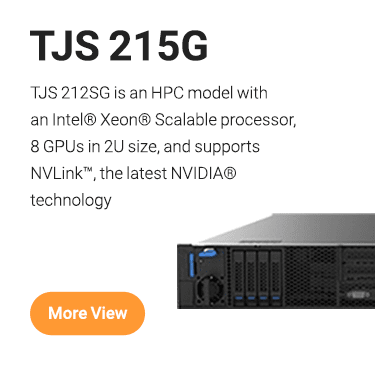 TJS 215G
TJS 212SG is an HPC model with
an Intel® Xeon® Scalable processor,
8 GPUs in 2U size, and supports
NVLink™, the latest NVIDIA®
technology
More View